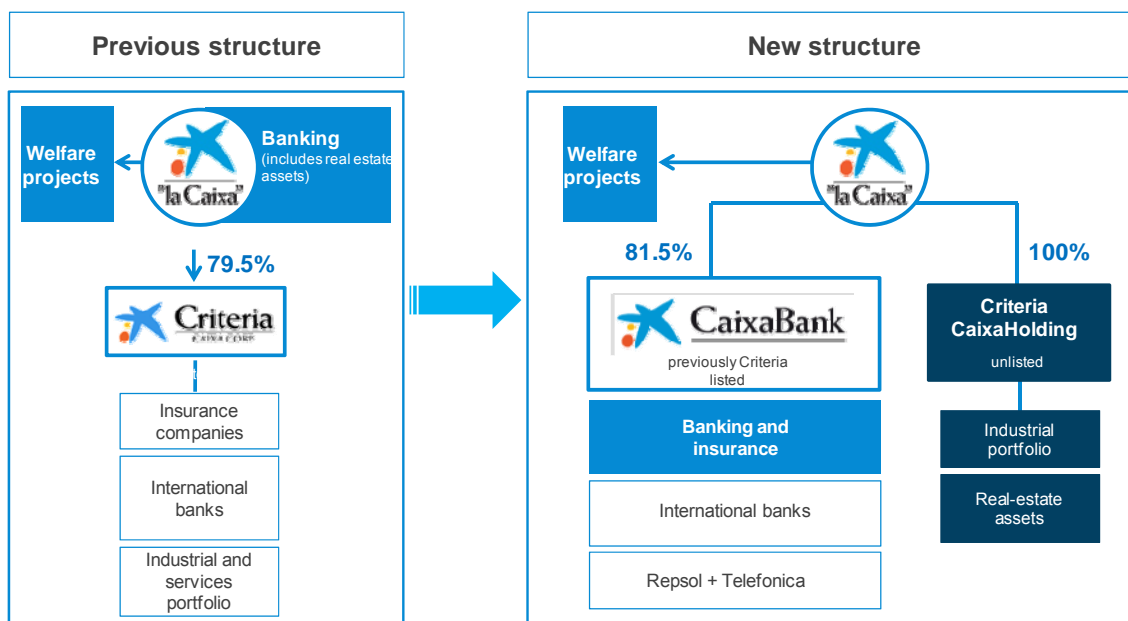 Previous structure
New structure
Welfare
projects
"la Caixa"
Banking
(includes real estate
assets)
79.5%
Criteria
CAIXA CORP
Insurance
companies
International
banks
Industrial and
services
portfolio
Welfare
projects
"la Caixa"
81.5%
100%
CaixaBank
previously Criteria
listed
Criteria
CaixaHolding
unlisted
Banking and
insurance
Industrial
portfolio
International banks
Real-estate
assets
Repsol + Telefonica